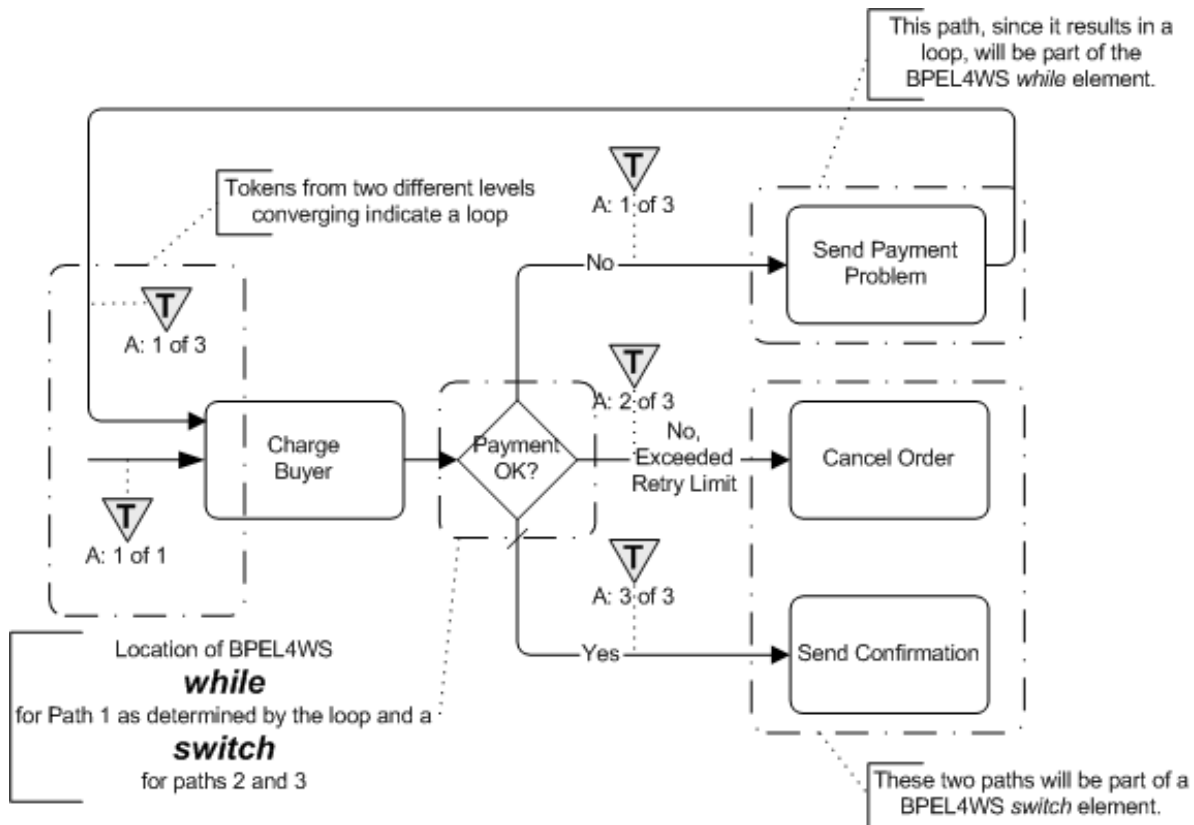 This path, since it results in a
loop, will be part of the
BPEL4WS while element.
T
A: 1 of 3
Tokens from two different levels
converging indicate a loop
No
Send Payment
Problem
T
A: 1 of 3
T
A: 2 of 3
Charge
Buyer
Payment
OK?
No,
Exceeded
Retry Limit
Cancel Order
T
A: 1 of 1
T
A: 3 of 3
Yes
Send Confirmation
Location of BPEL4WS
while
for Path 1 as determined by the loop and a
switch
for paths 2 and 3
These two paths will be part of a
BPEL4WS switch element.